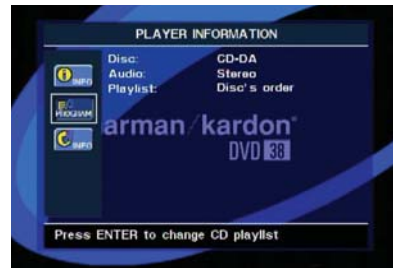 PLAYER INFORMATION
Disc: CD-DA
Audio: Stereo
Playlist: Disc's order
INFO
PROGRAM
INFO
arman/kardon®
DVD 38
Press ENTER to change CD playlist